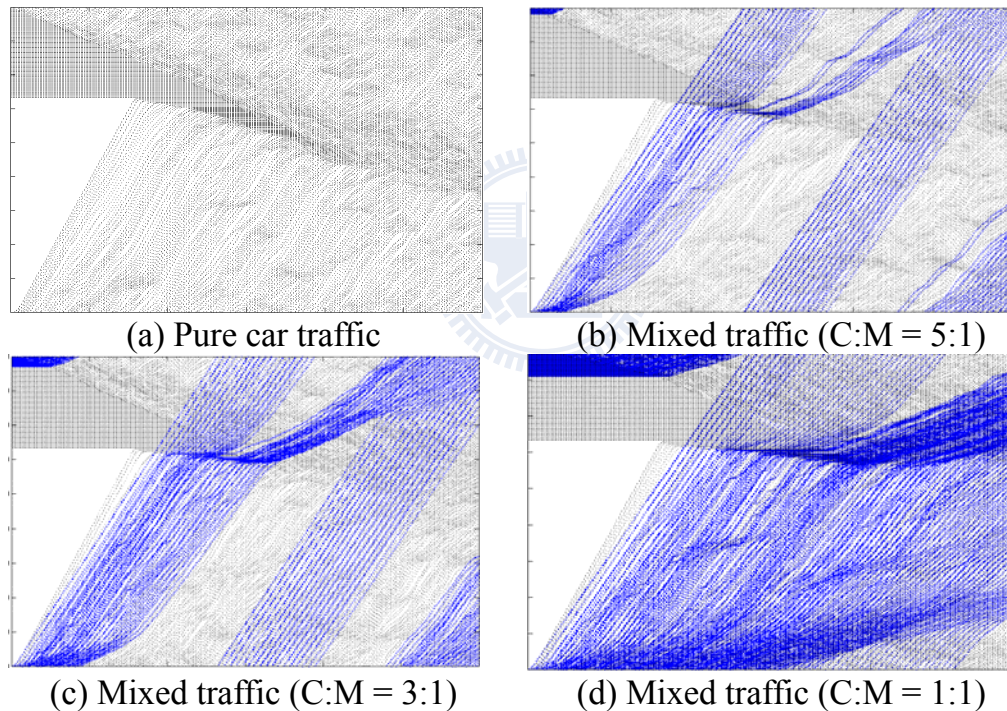 (a) Pure car traffic
(b) Mixed traffic (C:M = 5:1)
(c) Mixed traffic (C:M = 3:1)
(d) Mixed traffic (C:M = 1:1)